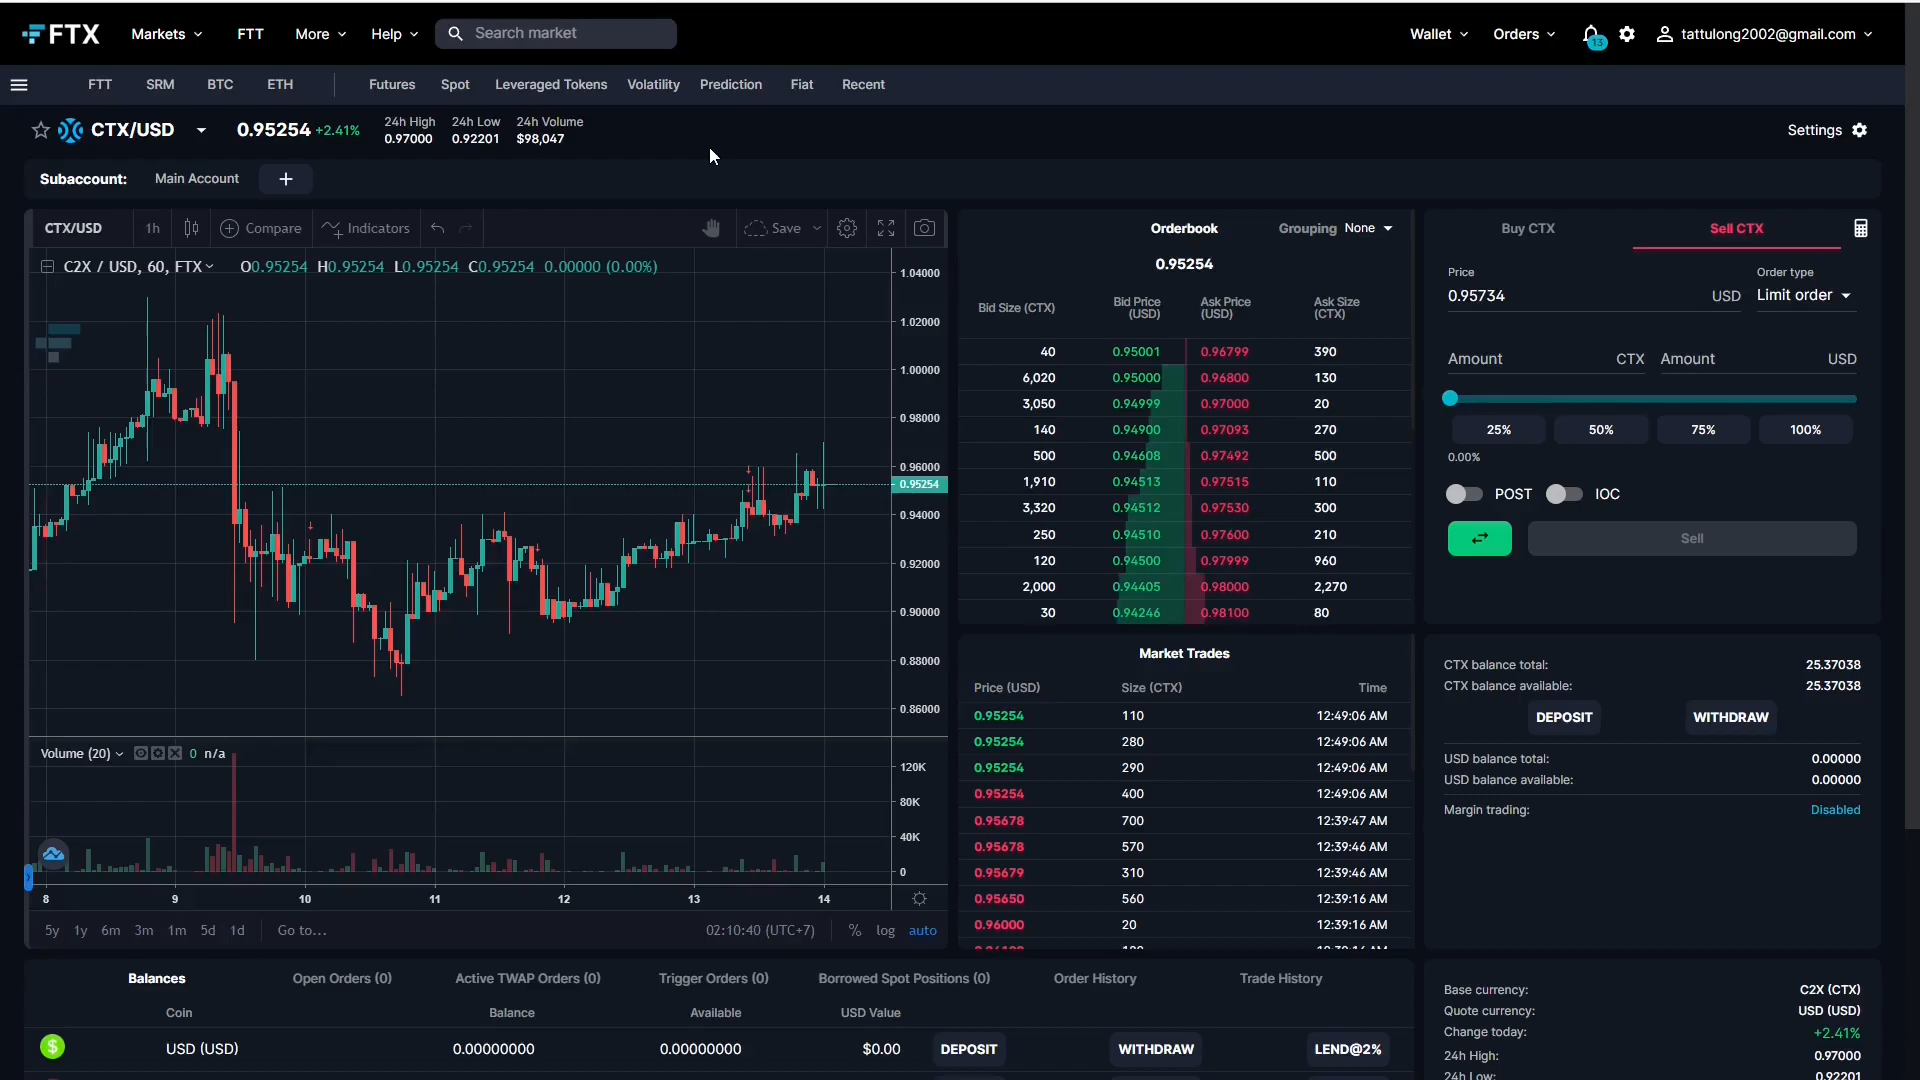 FTX Markets FTT More Help Search market Wallet Orders 13 tattulong2002@gmail.com
FTT SRM BTC ETH Futures Spot Leveraged Tokens Volatility Prediction Fiat Recent
CTX/USD 0.95254 +2.41%
24h High 24h Low 24h Volume
0.97000 0.92201 $98,047
Settings
Subaccount: Main Account +
CTX/USD 1h Compare Indicators Save
C2X / USD, 60, FTX O0.95254 H0.95254 L0.95254 C0.95254 0.00000 (0.00%)
1.04000
1.02000
1.00000
0.98000
0.96000
0.95254
0.94000
0.92000
0.90000
0.88000
0.86000
Volume (20) 0 n/a
120K
80K
40K
0
8 9 10 11 12 13 14
5y 1y 6m 3m 1m 5d 1d Go to... 02:10:40 (UTC+7) % log auto
Orderbook Grouping None
0.95254
Bid Size (CTX) Bid Price (USD) Ask Price (USD) Ask Size (CTX)
40 0.95001 0.96799 390
6,020 0.95000 0.96800 130
3,050 0.94999 0.97000 20
140 0.94900 0.97093 270
500 0.94608 0.97492 500
1,910 0.94513 0.97515 110
3,320 0.94512 0.97530 300
250 0.94510 0.97600 210
120 0.94500 0.97999 960
2,000 0.94405 0.98000 2,270
30 0.94246 0.98100 80
Market Trades
Price (USD) Size (CTX) Time
0.95254 110 12:49:06 AM
0.95254 280 12:49:06 AM
0.95254 290 12:49:06 AM
0.95254 400 12:49:06 AM
0.95678 700 12:39:47 AM
0.95678 570 12:39:46 AM
0.95679 310 12:39:46 AM
0.95650 560 12:39:16 AM
0.96000 20 12:39:16 AM
Buy CTX Sell CTX
Price Order type
0.95734 USD Limit order
Amount CTX Amount USD
25% 50% 75% 100%
0.00%
POST IOC
Sell
CTX balance total: 25.37038
CTX balance available: 25.37038
DEPOSIT WITHDRAW
USD balance total: 0.00000
USD balance available: 0.00000
Margin trading: Disabled
Balances Open Orders (0) Active TWAP Orders (0) Trigger Orders (0) Borrowed Spot Positions (0) Order History Trade History
Coin Balance Available USD Value
$ USD (USD) 0.00000000 0.00000000 $0.00 DEPOSIT WITHDRAW LEND@2%
Base currency: C2X (CTX)
Quote currency: USD (USD)
Change today: +2.41%
24h High: 0.97000
24h Low: 0.92201